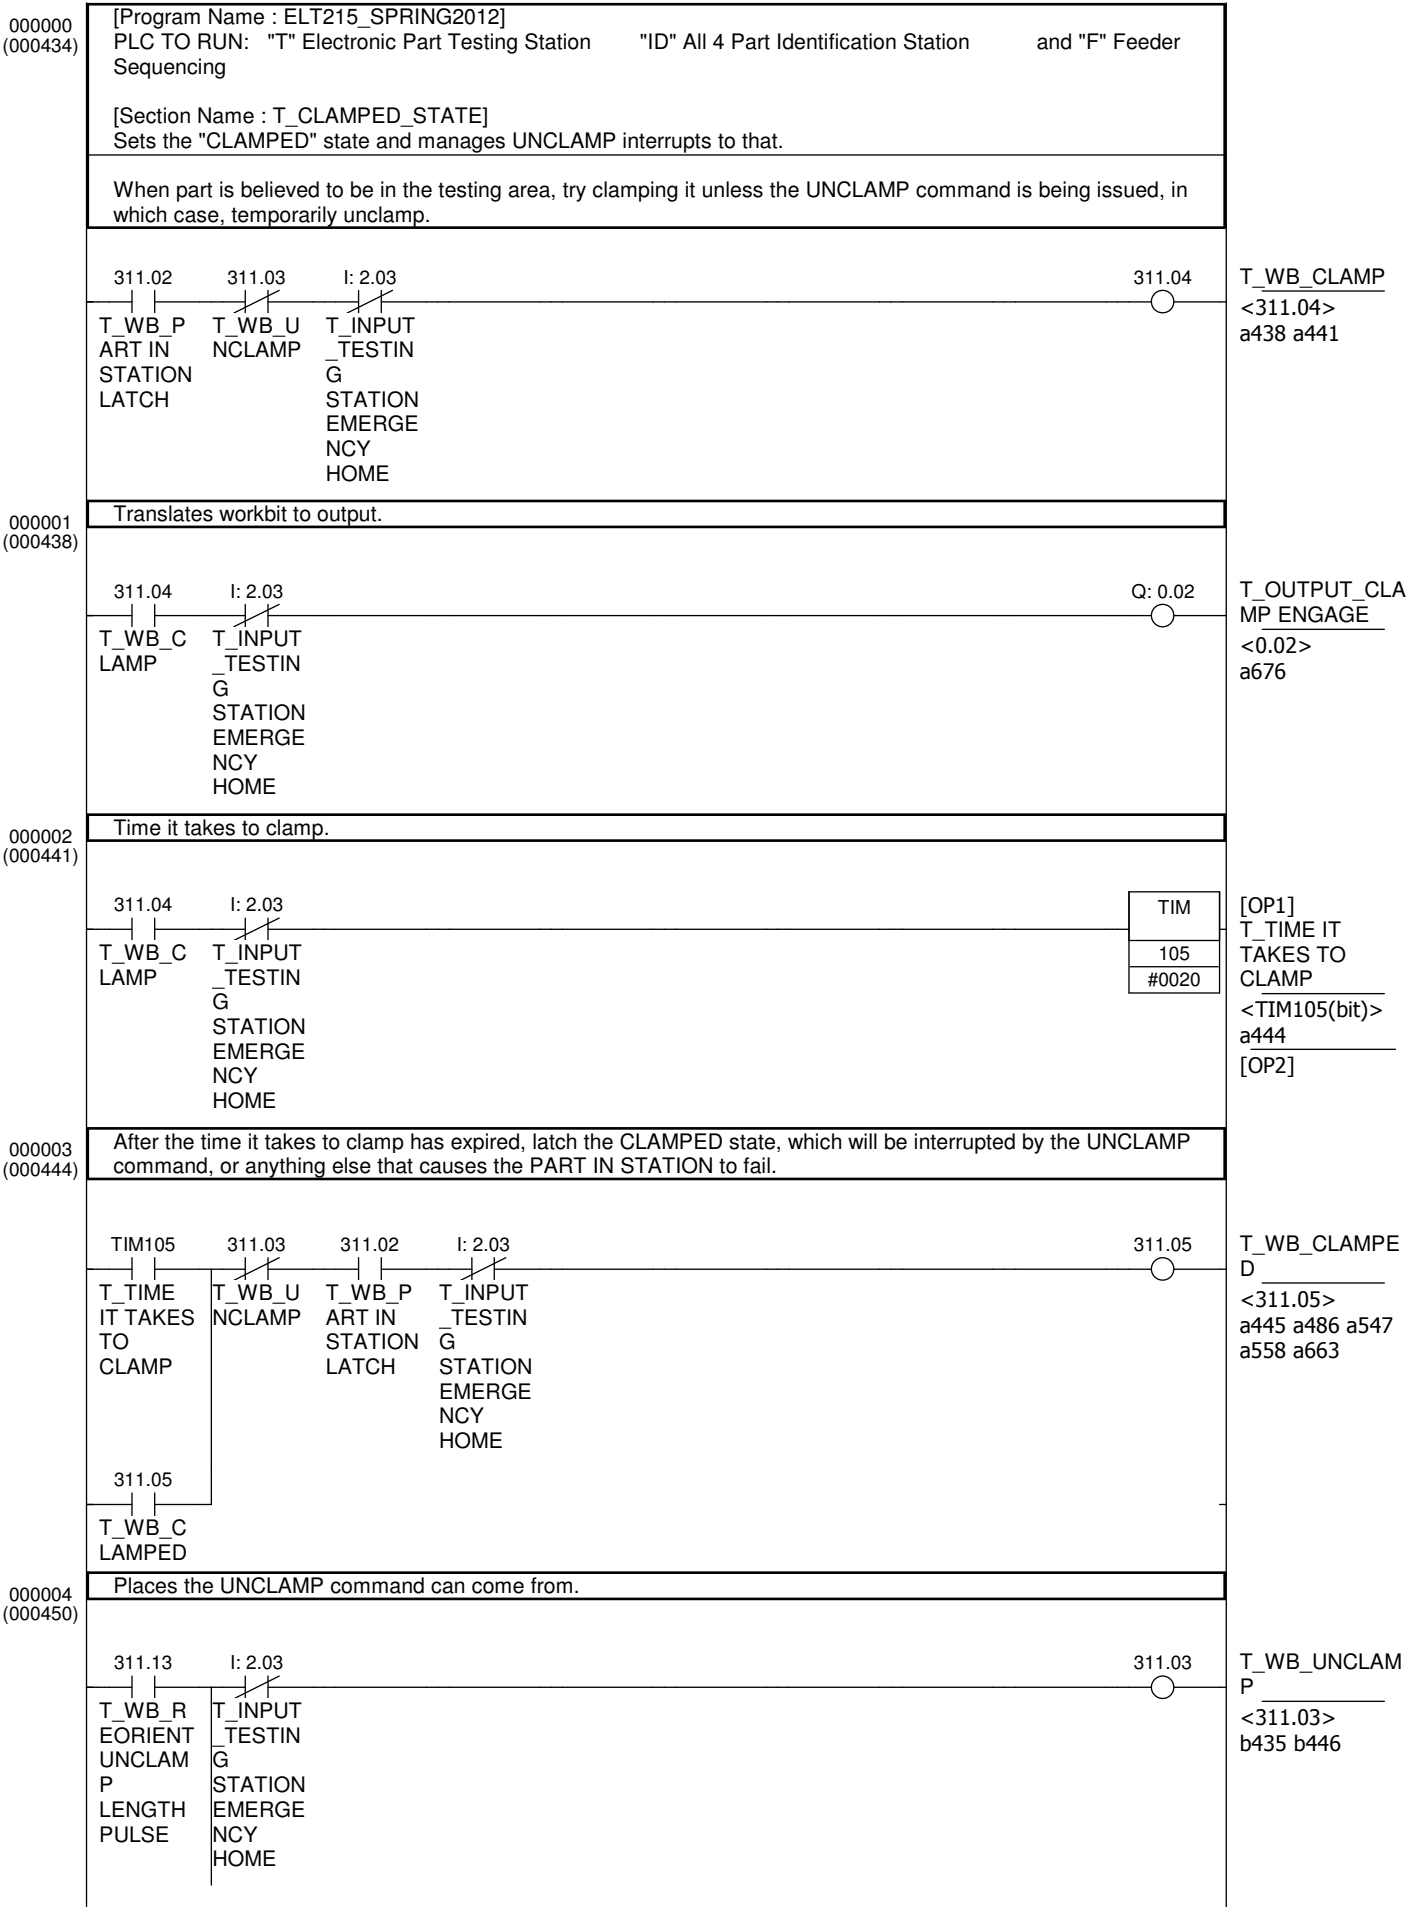 000000
(000434)
[Program Name : ELT215_SPRING2012]
PLC TO RUN: "T" Electronic Part Testing Station "ID" All 4 Part Identification Station and "F" Feeder
Sequencing
[Section Name : T_CLAMPED_STATE]
Sets the "CLAMPED" state and manages UNCLAMP interrupts to that.
When part is believed to be in the testing area, try clamping it unless the UNCLAMP command is being issued, in
which case, temporarily unclamp.
311.02
T_WB_P
ART IN
STATION
LATCH
311.03
T_WB_U
NCLAMP
I: 2.03
T_INPUT
_TESTIN
G
STATION
EMERGE
NCY
HOME
311.04
T_WB_CLAMP
<311.04>
a438 a441
000001
(000438)
Translates workbit to output.
311.04
T_WB_C
LAMP
I: 2.03
T_INPUT
_TESTIN
G
STATION
EMERGE
NCY
HOME
Q: 0.02
T_OUTPUT_CLA
MP ENGAGE
<0.02>
a676
000002
(000441)
Time it takes to clamp.
311.04
T_WB_C
LAMP
I: 2.03
T_INPUT
_TESTIN
G
STATION
EMERGE
NCY
HOME
TIM
105
#0020
[OP1]
T_TIME IT
TAKES TO
CLAMP
<TIM105(bit)>
a444
[OP2]
000003
(000444)
After the time it takes to clamp has expired, latch the CLAMPED state, which will be interrupted by the UNCLAMP
command, or anything else that causes the PART IN STATION to fail.
TIM105
T_TIME
IT TAKES
TO
CLAMP
311.03
T_WB_U
NCLAMP
311.02
T_WB_P
ART IN
STATION
LATCH
I: 2.03
T_INPUT
_TESTIN
G
STATION
EMERGE
NCY
HOME
311.05
T_WB_CLAMPE
D
<311.05>
a445 a486 a547
a558 a663
311.05
T_WB_C
LAMPED
000004
(000450)
Places the UNCLAMP command can come from.
311.13
T_WB_R
EORIENT
UNCLAM
P
LENGTH
PULSE
I: 2.03
T_INPUT
_TESTIN
G
STATION
EMERGE
NCY
HOME
311.03
T_WB_UNCLAM
P
<311.03>
b435 b446